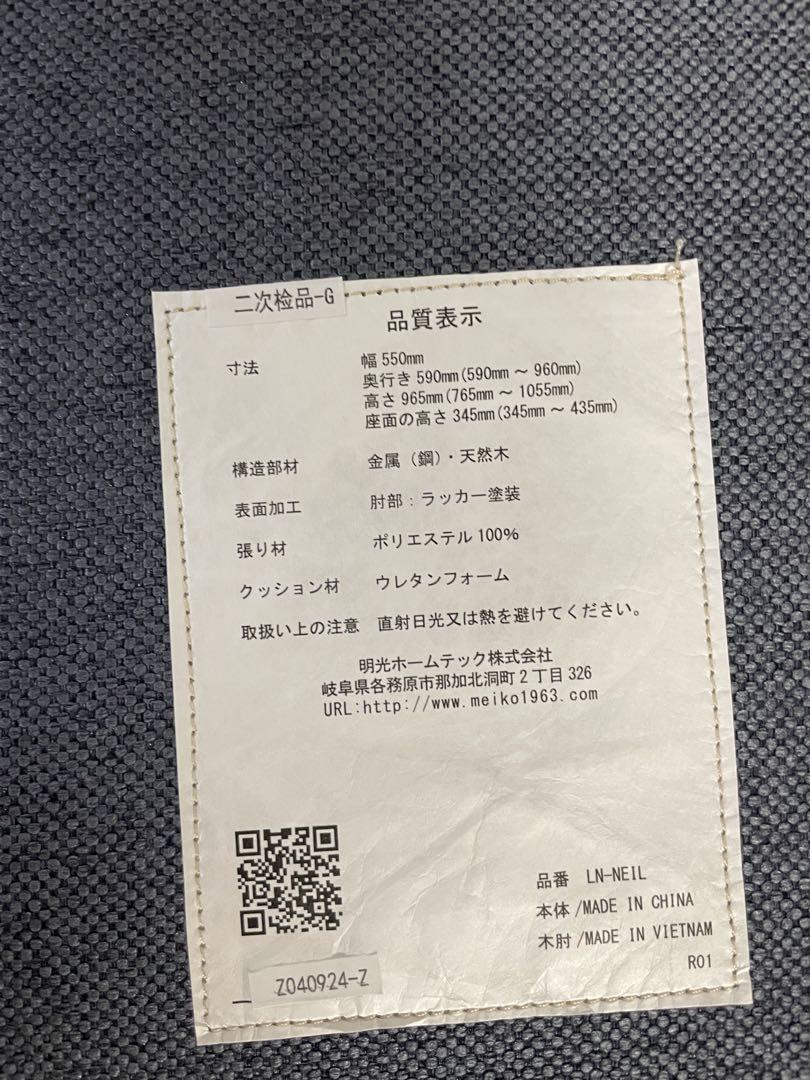 二次检品-G
品質表示
寸法 幅 550mm
奥行き 590mm(590mm ～ 960mm)
高さ 965mm(765mm ～ 1055mm)
座面の高さ 345mm(345mm ～ 435mm)
構造部材 金属（鋼）・天然木
表面加工 肘部：ラッカー塗装
張り材 ポリエステル 100%
クッション材 ウレタンフォーム
取扱い上の注意 直射日光又は熱を避けてください。
明光ホームテック株式会社
岐阜県各務原市那加北洞町２丁目 326
URL:http://www.meiko1963.com
品番 LN-NEIL
本体/MADE IN CHINA
木肘/MADE IN VIETNAM
R01
Z040924-Z